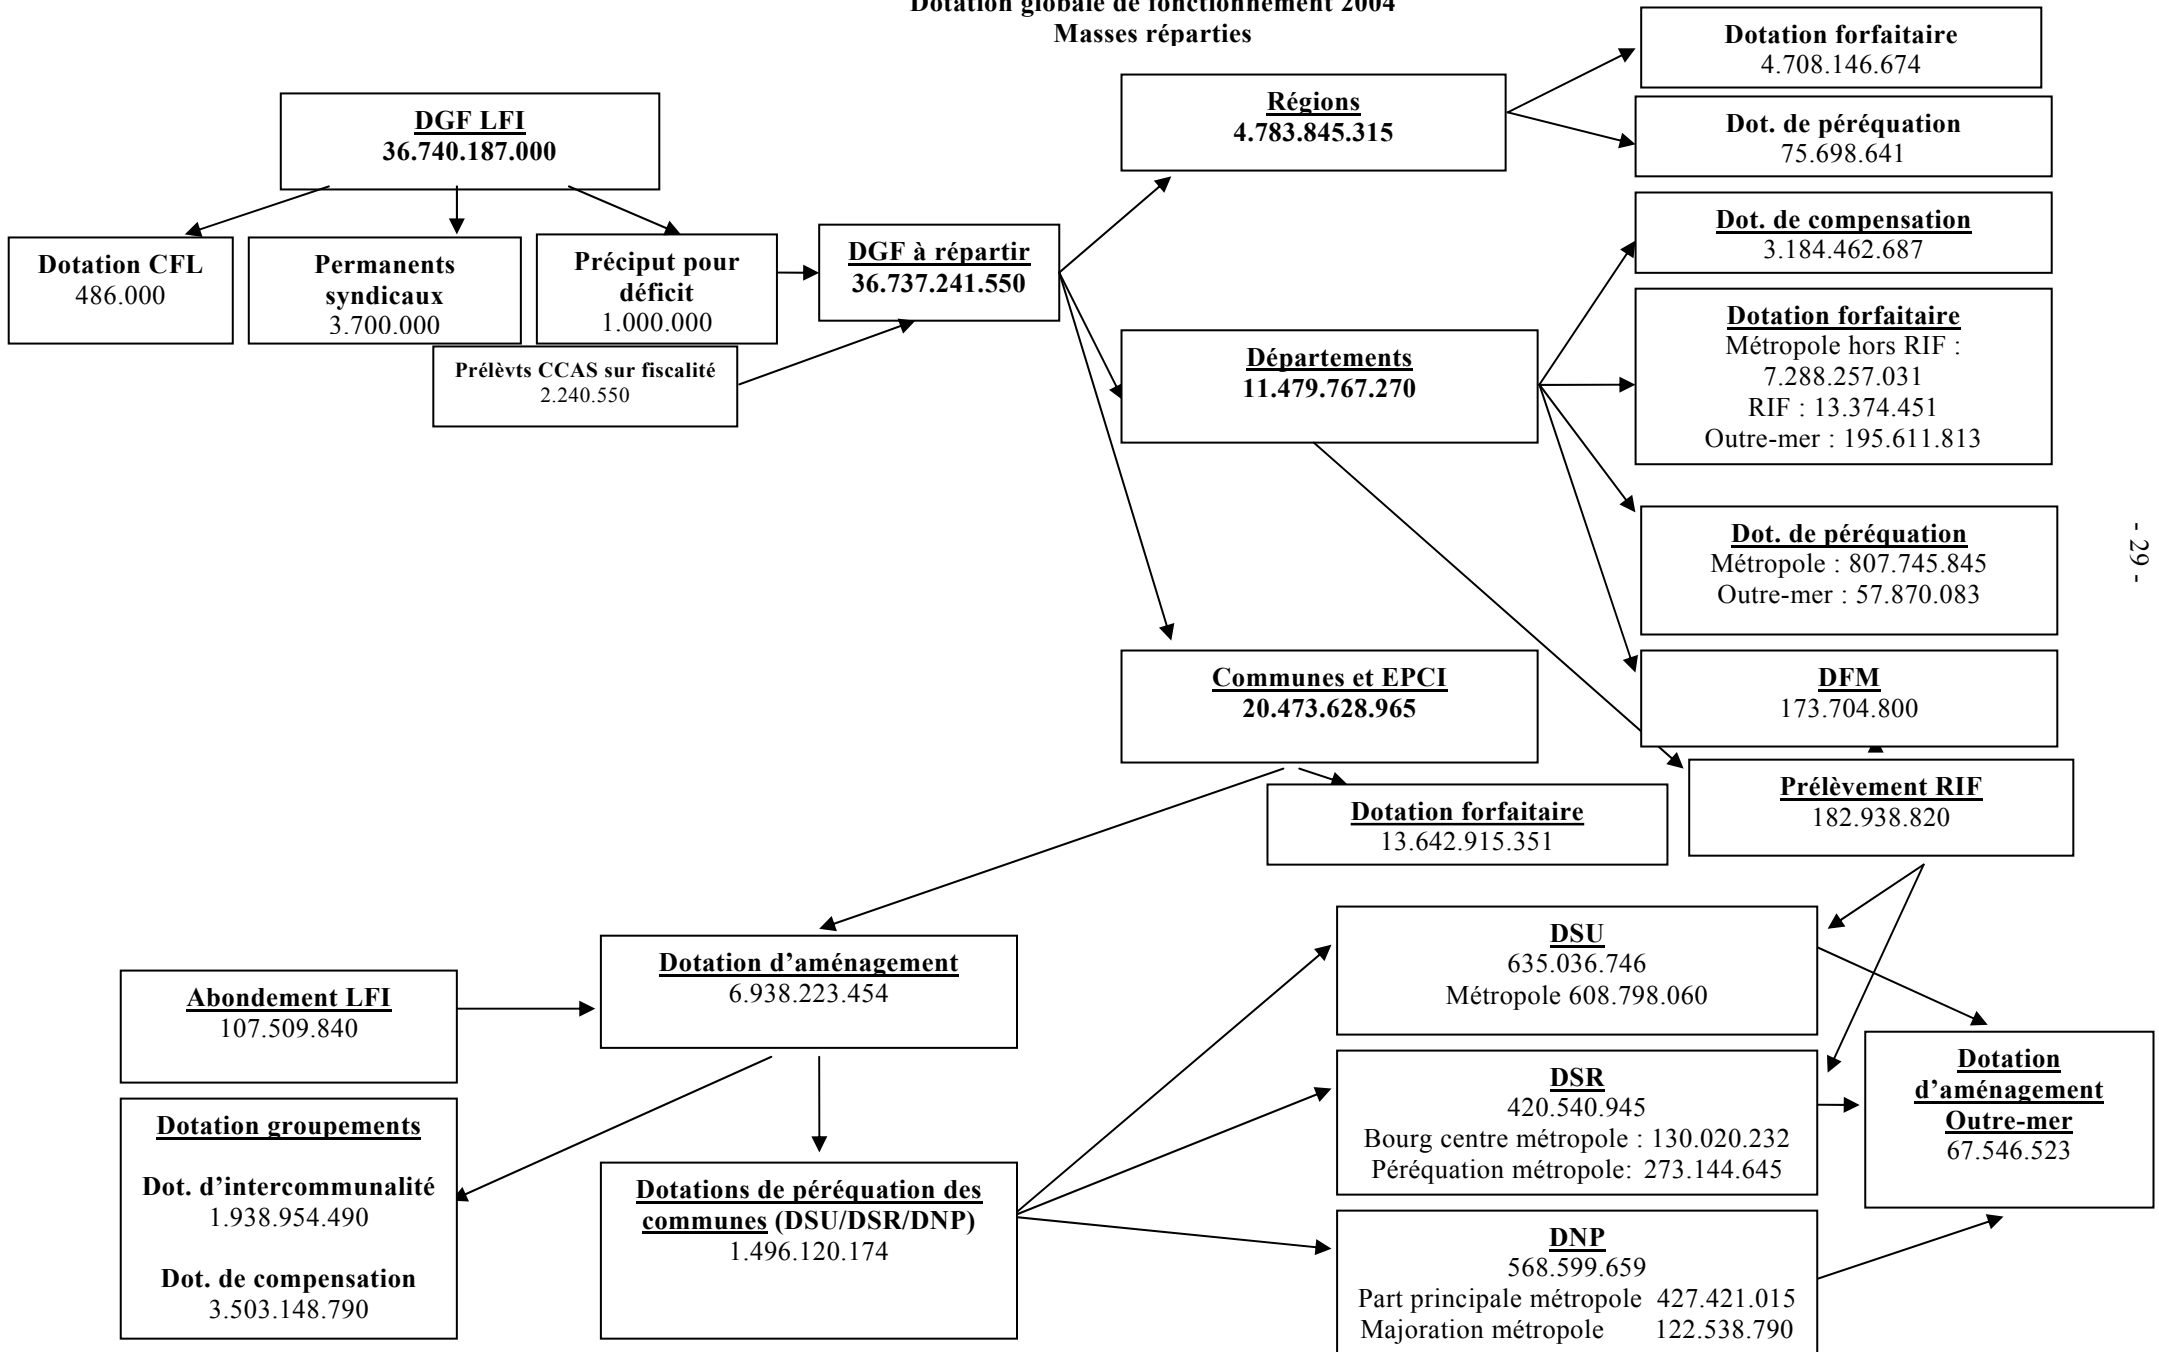 Dotation globale de fonctionnement 2004
Masses réparties
DGF LFI
36.740.187.000
Dotation CFL
486.000
Permanents
syndicaux
3.700.000
Préciput pour
déficit
1.000.000
Prélèvts CCAS sur fiscalité
2.240.550
DGF à répartir
36.737.241.550
Régions
4.783.845.315
Dotation forfaitaire
4.708.146.674
Dot. de péréquation
75.698.641
Départements
11.479.767.270
Dot. de compensation
3.184.462.687
Dotation forfaitaire
Métropole hors RIF :
7.288.257.031
RIF : 13.374.451
Outre-mer : 195.611.813
Dot. de péréquation
Métropole : 807.745.845
Outre-mer : 57.870.083
DFM
173.704.800
Prélèvement RIF
182.938.820
Communes et EPCI
20.473.628.965
Dotation forfaitaire
13.642.915.351
Dotation d’aménagement
6.938.223.454
Abondement LFI
107.509.840
Dotation groupements
Dot. d’intercommunalité
1.938.954.490
Dot. de compensation
3.503.148.790
Dotations de péréquation des
communes (DSU/DSR/DNP)
1.496.120.174
DSU
635.036.746
Métropole 608.798.060
DSR
420.540.945
Bourg centre métropole : 130.020.232
Péréquation métropole: 273.144.645
DNP
568.599.659
Part principale métropole 427.421.015
Majoration métropole 122.538.790
Dotation
d’aménagement
Outre-mer
67.546.523
- 29 -